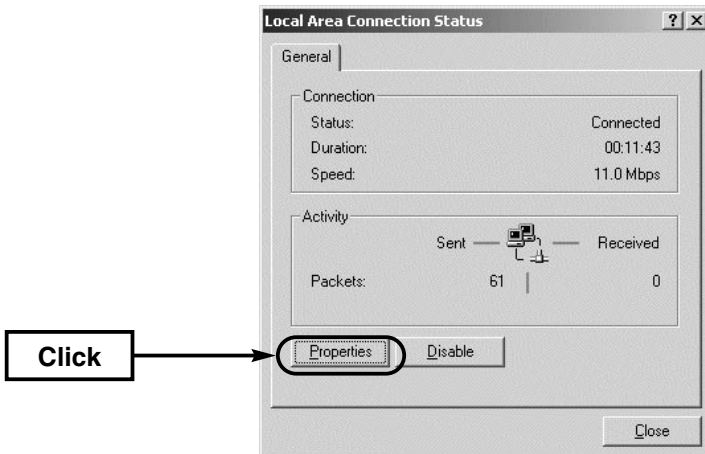 Local Area Connection Status
? ×
General
Connection
Status: Connected
Duration: 00:11:43
Speed: 11.0 Mbps
Activity
Sent Received
Packets: 61 0
Click
Properties Disable
Close